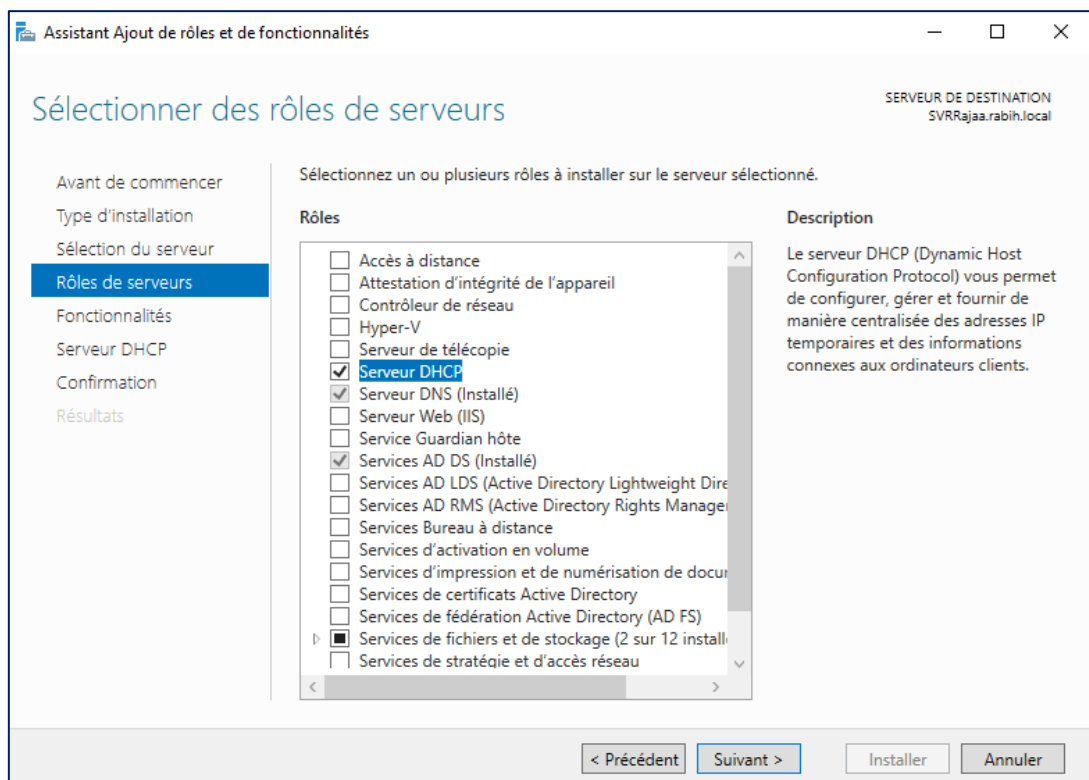 Assistant Ajout de rôles et de fonctionnalités
Sélectionner des rôles de serveurs
SERVEUR DE DESTINATION
SVRRajaa.rabih.local
Avant de commencer
Type d'installation
Sélection du serveur
Rôles de serveurs
Fonctionnalités
Serveur DHCP
Confirmation
Résultats
Sélectionnez un ou plusieurs rôles à installer sur le serveur sélectionné.
Rôles
Accès à distance
Attestation d'intégrité de l'appareil
Contrôleur de réseau
Hyper-V
Serveur de télécopie
Serveur DHCP
Serveur DNS (Installé)
Serveur Web (IIS)
Service Guardian hôte
Services AD DS (Installé)
Services AD LDS (Active Directory Lightweight Dire
Services AD RMS (Active Directory Rights Manager
Services Bureau à distance
Services d'activation en volume
Services d'impression et de numérisation de docur
Services de certificats Active Directory
Services de fédération Active Directory (AD FS)
Services de fichiers et de stockage (2 sur 12 install
Services de stratégie et d'accès réseau
Description
Le serveur DHCP (Dynamic Host
Configuration Protocol) vous permet
de configurer, gérer et fournir de
manière centralisée des adresses IP
temporaires et des informations
connexes aux ordinateurs clients.
< Précédent
Suivant >
Installer
Annuler